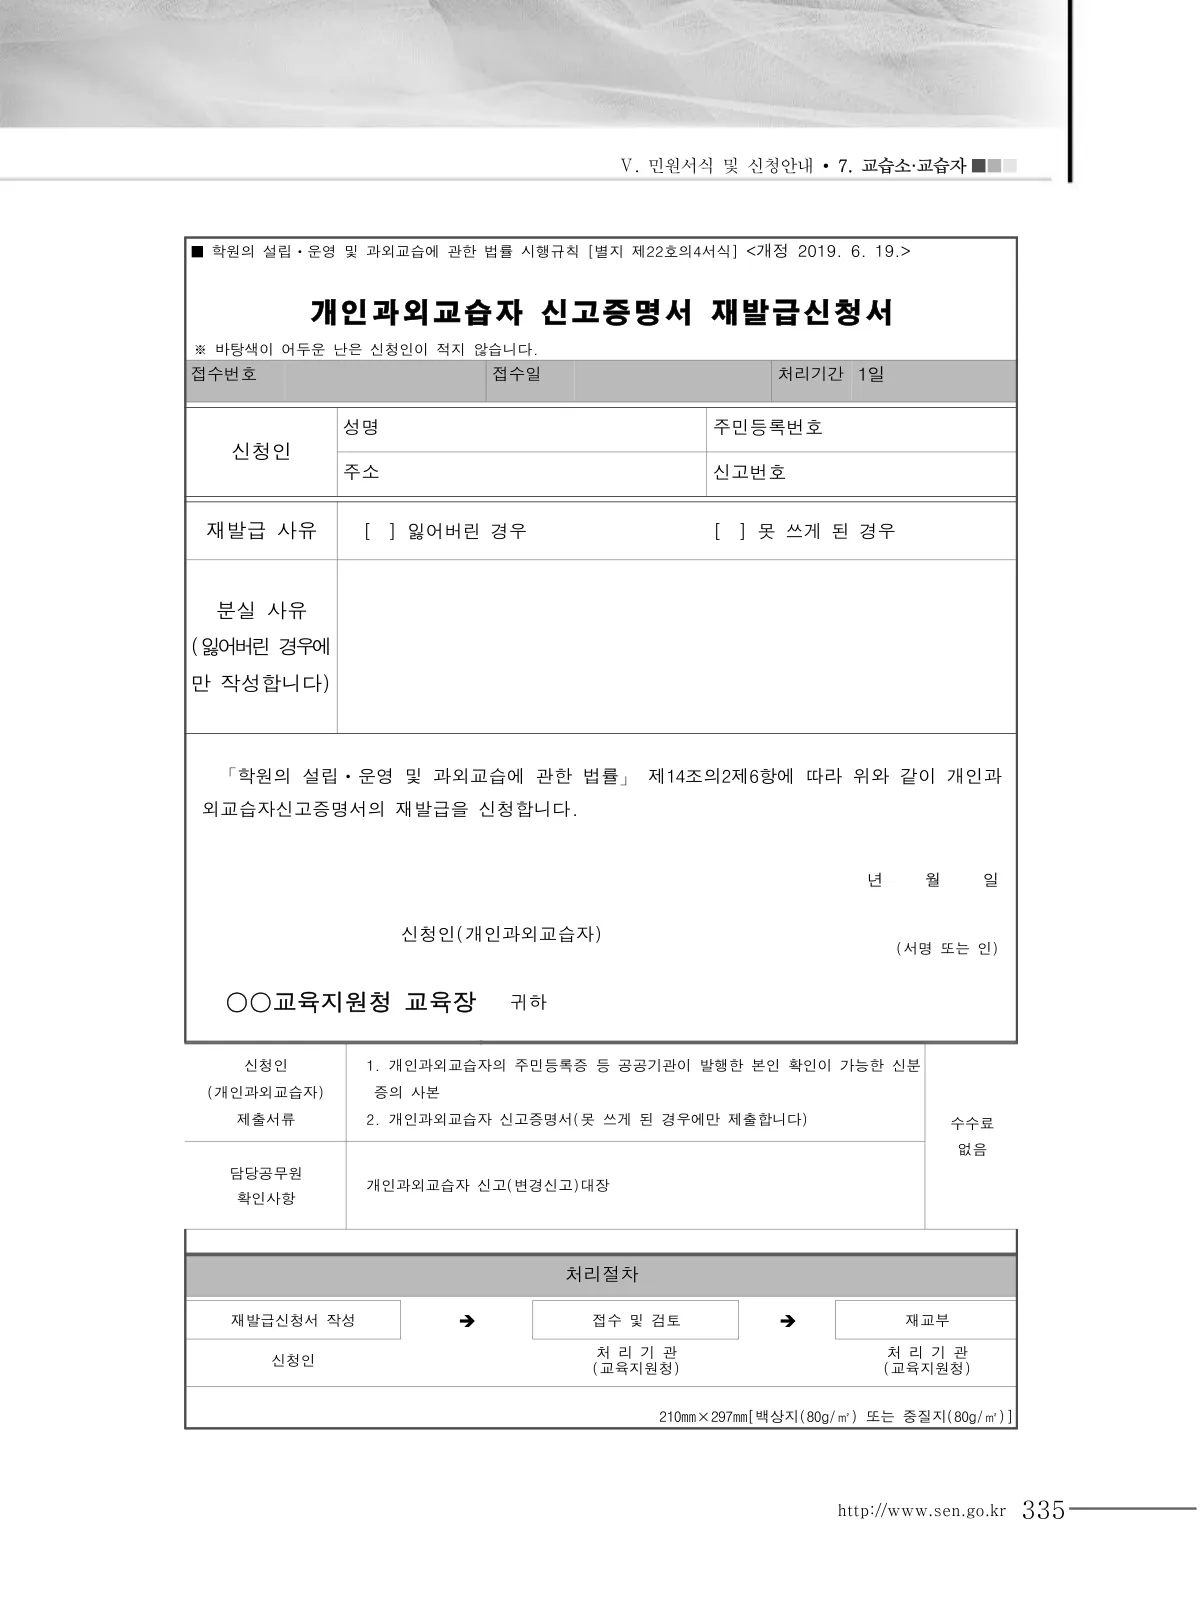 Ⅴ. 민원서식 및 신청안내 • 7. 교습소·교습자
■ 학원의 설립ㆍ운영 및 과외교습에 관한 법률 시행규칙 [별지 제22호의4서식] <개정 2019. 6. 19.>
개인과외교습자 신고증명서 재발급신청서
※ 바탕색이 어두운 난은 신청인이 적지 않습니다.
접수번호 접수일 처리기간 1일
신청인
성명 주민등록번호
주소 신고번호
재발급 사유 [ ] 잃어버린 경우 [ ] 못 쓰게 된 경우
분실 사유
(잃어버린 경우에
만 작성합니다)
「학원의 설립ㆍ운영 및 과외교습에 관한 법률」 제14조의2제6항에 따라 위와 같이 개인과
외교습자신고증명서의 재발급을 신청합니다.
년 월 일
신청인(개인과외교습자)
(서명 또는 인)
○○교육지원청 교육장 귀하
신청인
(개인과외교습자)
제출서류
1. 개인과외교습자의 주민등록증 등 공공기관이 발행한 본인 확인이 가능한 신분
증의 사본
2. 개인과외교습자 신고증명서(못 쓰게 된 경우에만 제출합니다)
수수료
없음
담당공무원
확인사항
개인과외교습자 신고(변경신고)대장
처리절차
재발급신청서 작성 ➔ 접수 및 검토 ➔ 재교부
신청인
처 리 기 관
(교육지원청)
처 리 기 관
(교육지원청)
210㎜×297㎜[백상지(80g/㎡) 또는 중질지(80g/㎡)]
http://www.sen.go.kr 335